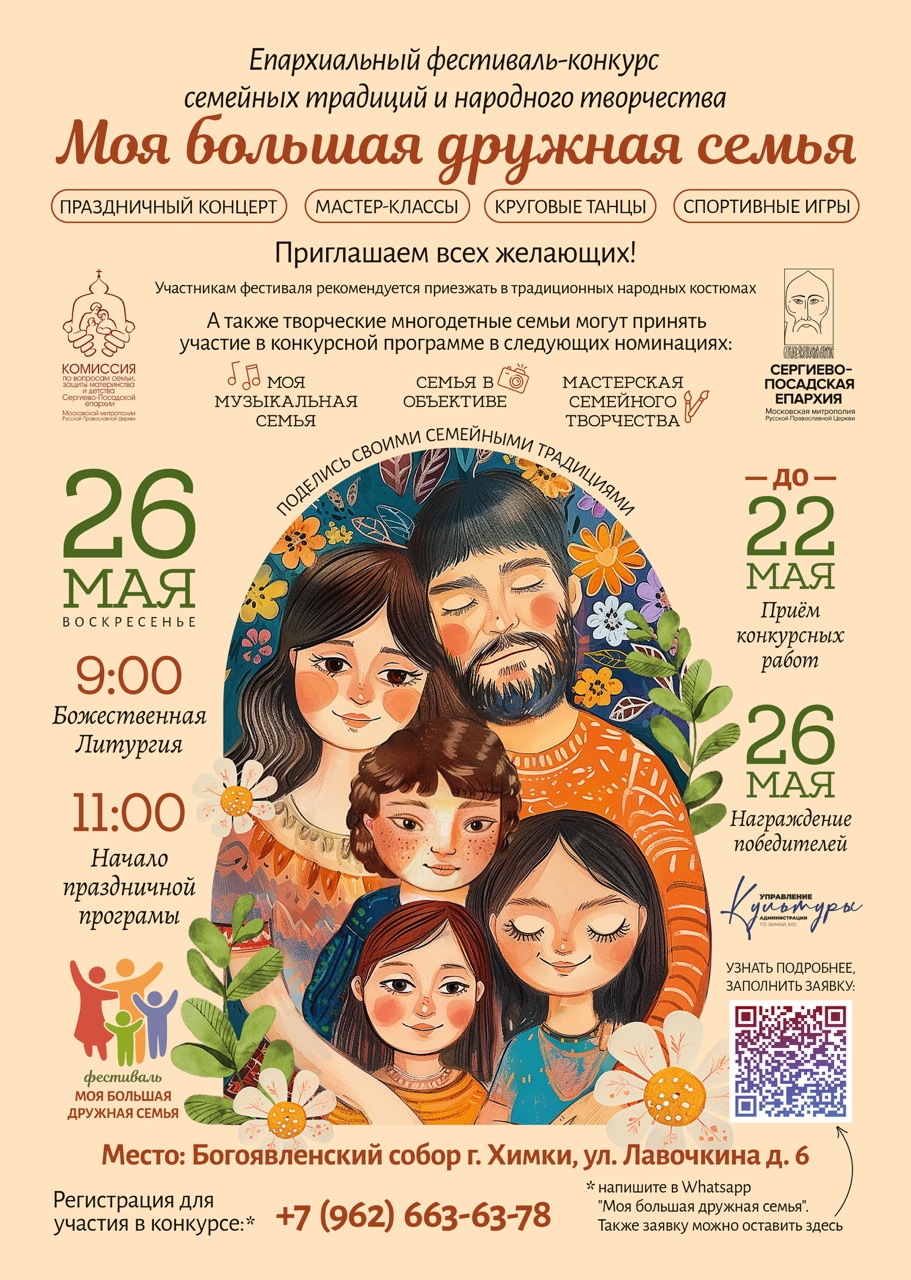 Епархиальный фестиваль-конкурс
семейных традиций и народного творчества
Моя большая дружная семья
ПРАЗДНИЧНЫЙ КОНЦЕРТ
МАСТЕР-КЛАССЫ
КРУГОВЫЕ ТАНЦЫ
СПОРТИВНЫЕ ИГРЫ
Приглашаем всех желающих!
Участникам фестиваля рекомендуется приезжать в традиционных народных костюмах
А также творческие многодетные семьи могут принять
участие в конкурсной программе в следующих номинациях:
КОМИССИЯ
по вопросам семьи,
защиты материнства
и детства
Сергиево-Посадской
епархии
Московской митрополии
Русской Православной Церкви
МОЯ
МУЗЫКАЛЬНАЯ
СЕМЬЯ
СЕМЬЯ В
ОБЪЕКТИВЕ
МАСТЕРСКАЯ
СЕМЕЙНОГО
ТВОРЧЕСТВА
СЕРГИЕВО-
ПОСАДСКАЯ
ЕПАРХИЯ
Московская митрополия
Русской Православной Церкви
ПОДЕЛИСЬ СВОИМИ СЕМЕЙНЫМИ ТРАДИЦИЯМИ
26
МАЯ
ВОСКРЕСЕНЬЕ
9:00
Божественная
Литургия
11:00
Начало
праздничной
програмы
фестиваль
МОЯ БОЛЬШАЯ
ДРУЖНАЯ СЕМЬЯ
— ДО —
22
МАЯ
Приём
конкурсных
работ
26
МАЯ
Награждение
победителей
УПРАВЛЕНИЕ
Культуры
АДМИНИСТРАЦИИ
Г.О. ХИМКИ, МО
УЗНАТЬ ПОДРОБНЕЕ,
ЗАПОЛНИТЬ ЗАЯВКУ:
Место: Богоявленский собор г. Химки, ул. Лавочкина д. 6
Регистрация для
участия в конкурсе:*
+7 (962) 663-63-78
* напишите в Whatsapp
"Моя большая дружная семья".
Также заявку можно оставить здесь